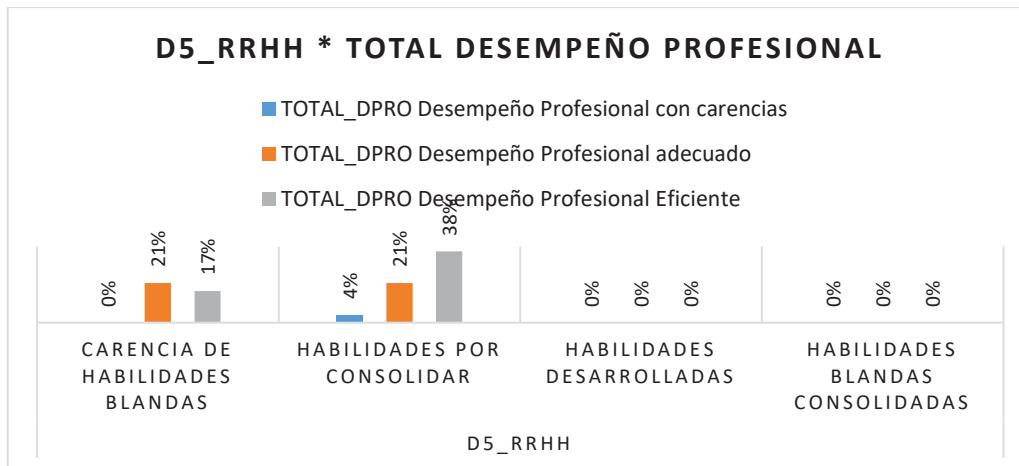 D5_RRHH * TOTAL DESEMPEÑO PROFESIONAL
TOTAL_DPRO Desempeño Profesional con carencias
TOTAL_DPRO Desempeño Profesional adecuado
TOTAL_DPRO Desempeño Profesional Eficiente
0%
21%
17%
4%
21%
38%
0%
0%
0%
0%
0%
0%
CARENCIA DE
HABILIDADES
BLANDAS
HABILIDADES POR
CONSOLIDAR
HABILIDADES
DESARROLLADAS
HABILIDADES
BLANDAS
CONSOLIDADAS
D5_RRHH